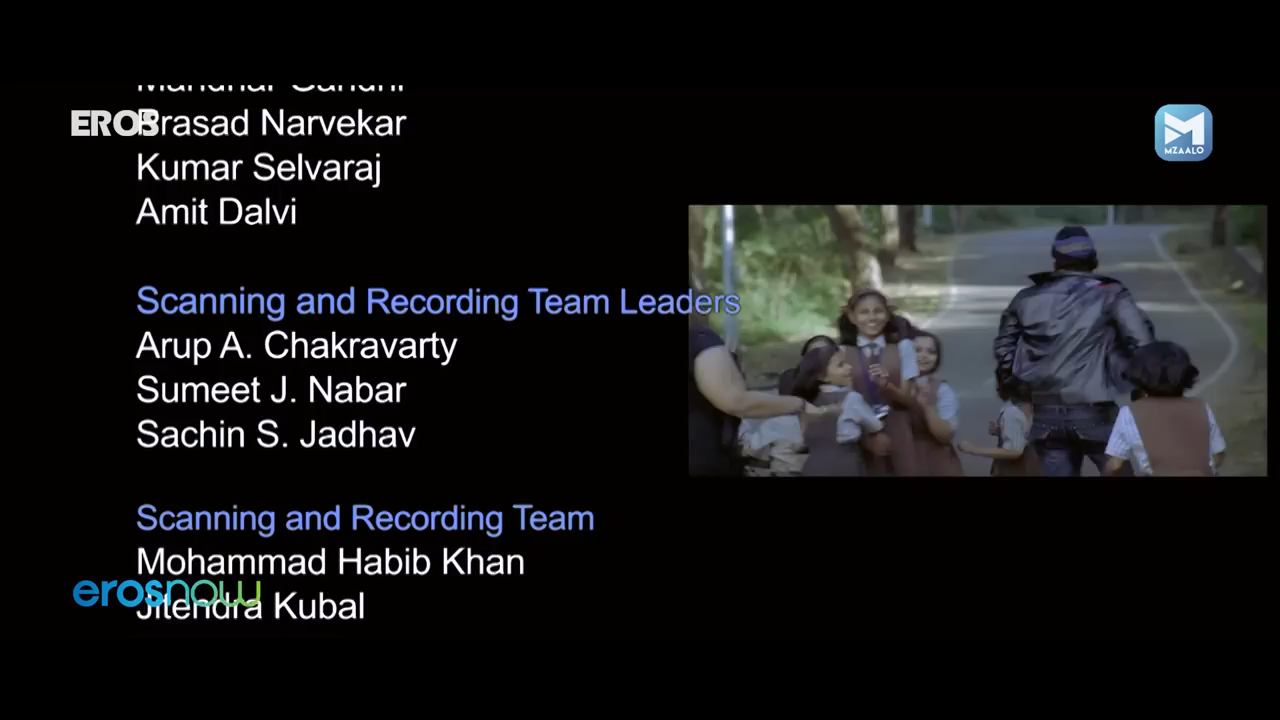 Prasad Narvekar
EROS
MZAALO
Kumar Selvaraj
Amit Dalvi
Scanning and Recording Team Leaders
Arup A. Chakravarty
Sumeet J. Nabar
Sachin S. Jadhav
Scanning and Recording Team
Mohammad Habib Khan
erosnow
Jitendra Kubal